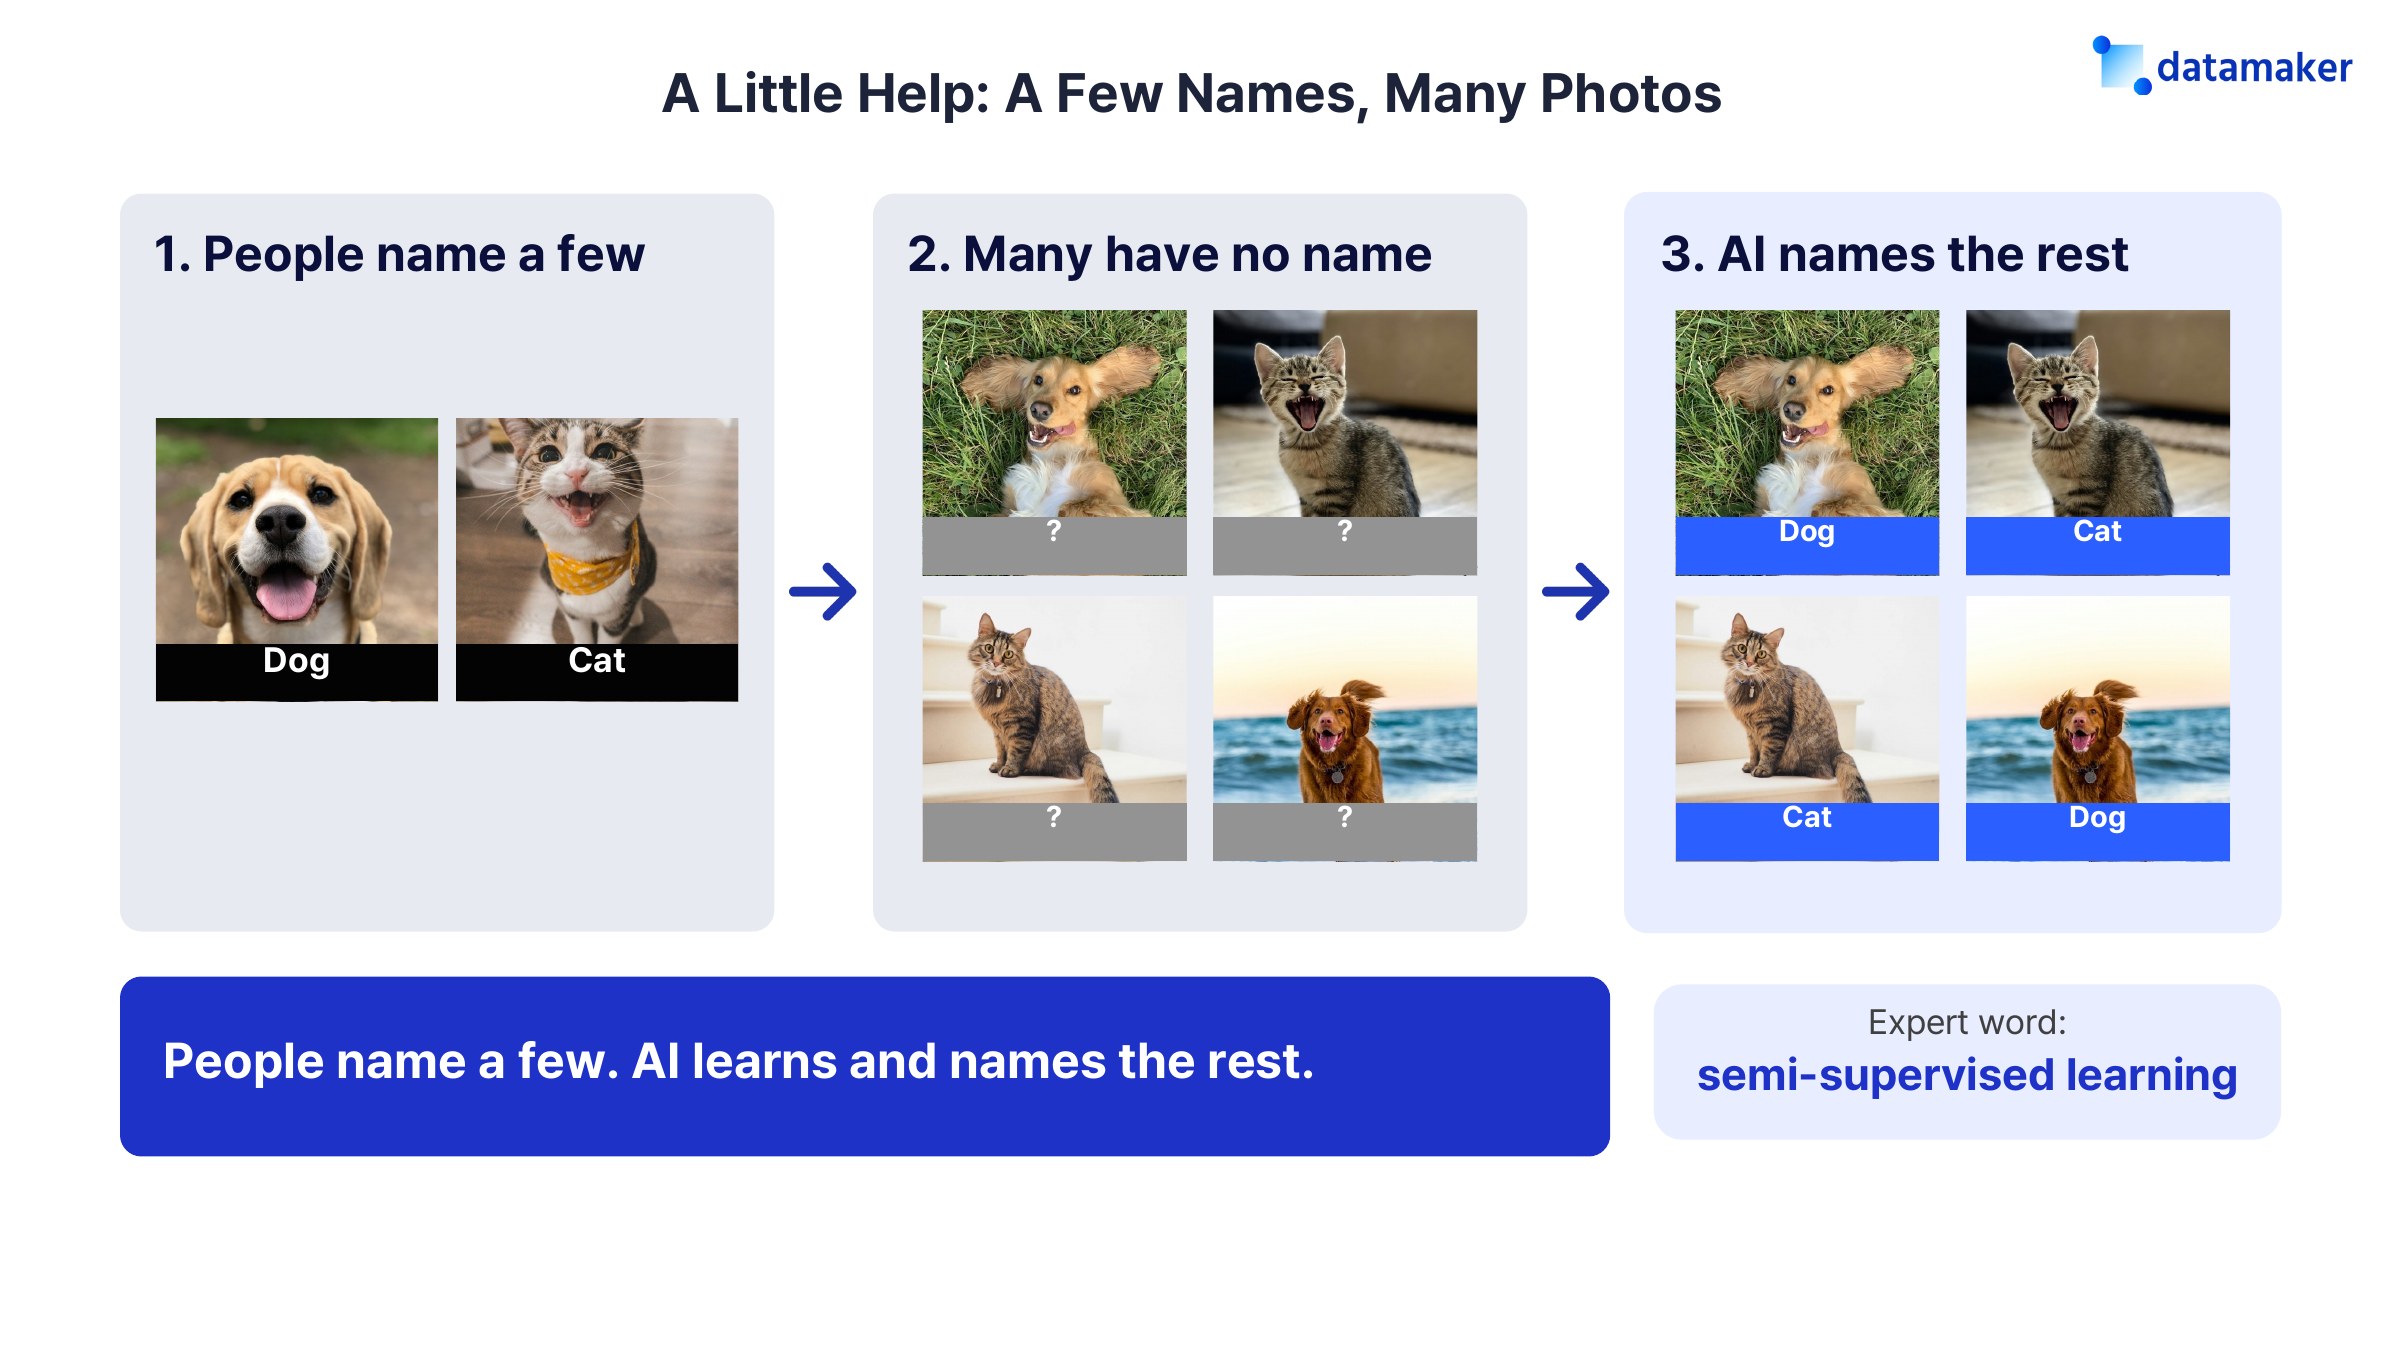 datamaker
A Little Help: A Few Names, Many Photos
1. People name a few
Dog
Cat
2. Many have no name
?
?
?
?
3. AI names the rest
Dog
Cat
Cat
Dog
People name a few. AI learns and names the rest.
Expert word:
semi-supervised learning